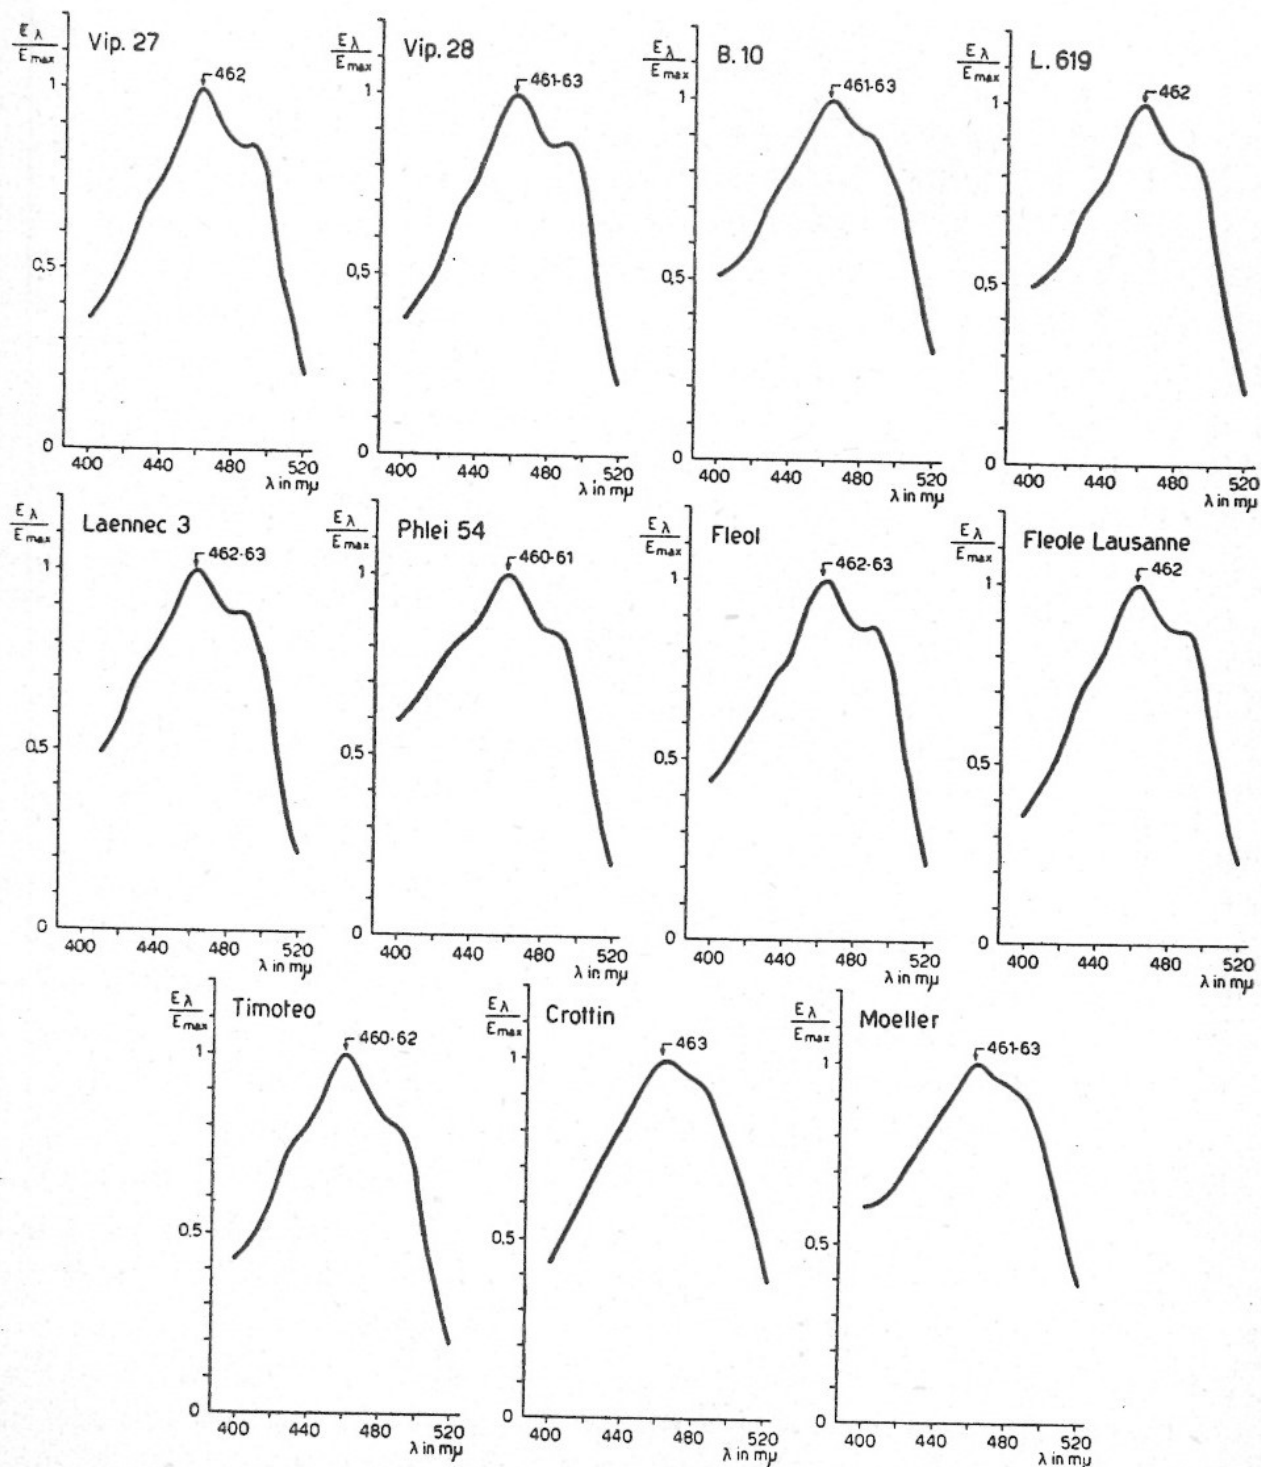 Vip. 27
Eλ
Emax
462
1
0,5
0
400 440 480 520
λ in mμ
Vip. 28
Eλ
Emax
461-63
1
0,5
0
400 440 480 520
λ in mμ
B. 10
Eλ
Emax
461-63
1
0,5
0
400 440 480 520
λ in mμ
L. 619
Eλ
Emax
462
1
0,5
0
400 440 480 520
λ in mμ
Laennec 3
Eλ
Emax
462-63
1
0,5
0
400 440 480 520
λ in mμ
Phlei 54
Eλ
Emax
460-61
1
0,5
0
400 440 480 520
λ in mμ
Fleol
Eλ
Emax
462-63
1
0,5
0
400 440 480 520
λ in mμ
Fleole Lausanne
Eλ
Emax
462
1
0,5
0
400 440 480 520
λ in mμ
Timoteo
Eλ
Emax
460-62
1
0,5
0
400 440 480 520
λ in mμ
Crottin
Eλ
Emax
463
1
0,5
0
400 440 480 520
λ in mμ
Moeller
Eλ
Emax
461-63
1
0,5
0
400 440 480 520
λ in mμ